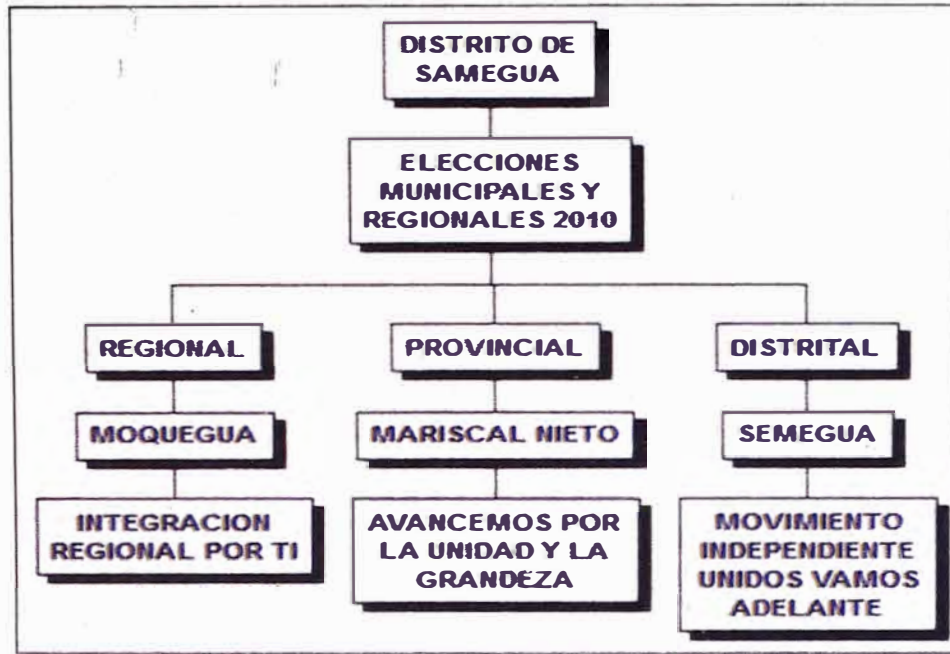 DISTRITO DE
SAMEGUA
ELECCIONES
MUNICIPALES Y
REGIONALES 2010
REGIONAL
MOQUEGUA
INTEGRACION
REGIONAL POR TI
PROVINCIAL
MARISCAL NIETO
AVANCEMOS POR
LA UNIDAD Y LA
GRANDEZA
DISTRITAL
SEMEGUA
MOVIMIENTO
INDEPENDIENTE
UNIDOS VAMOS
ADELANTE